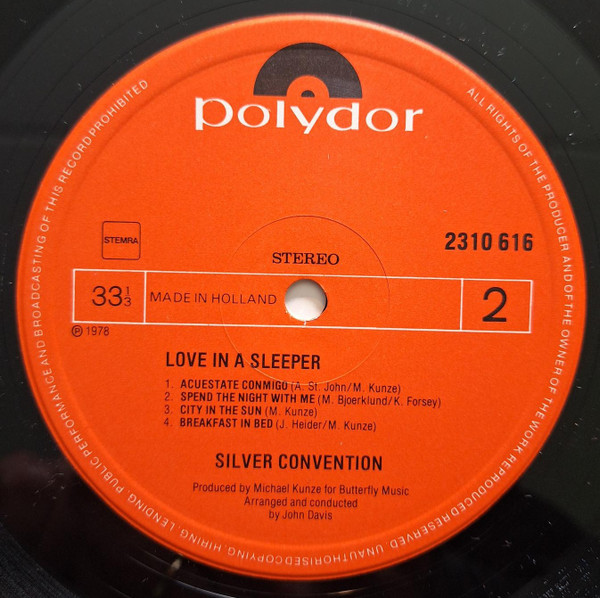 polydor
STEMRA
STEREO
2310 616
33 1/3
MADE IN HOLLAND
2
Ⓟ 1978
LOVE IN A SLEEPER
1. ACUESTATE CONMIGO (A. St. John/M. Kunze)
2. SPEND THE NIGHT WITH ME (M. Bjoerklund/K. Forsey)
3. CITY IN THE SUN (M. Kunze)
4. BREAKFAST IN BED (J. Heider/M. Kunze)
SILVER CONVENTION
Produced by Michael Kunze for Butterfly Music
Arranged and conducted
by John Davis
ALL RIGHTS OF THE PRODUCER AND OF THE OWNER OF THE WORK REPRODUCED RESERVED. UNAUTHORISED COPYING, HIRING, LENDING, PUBLIC PERFORMANCE AND BROADCASTING OF THIS RECORD PROHIBITED